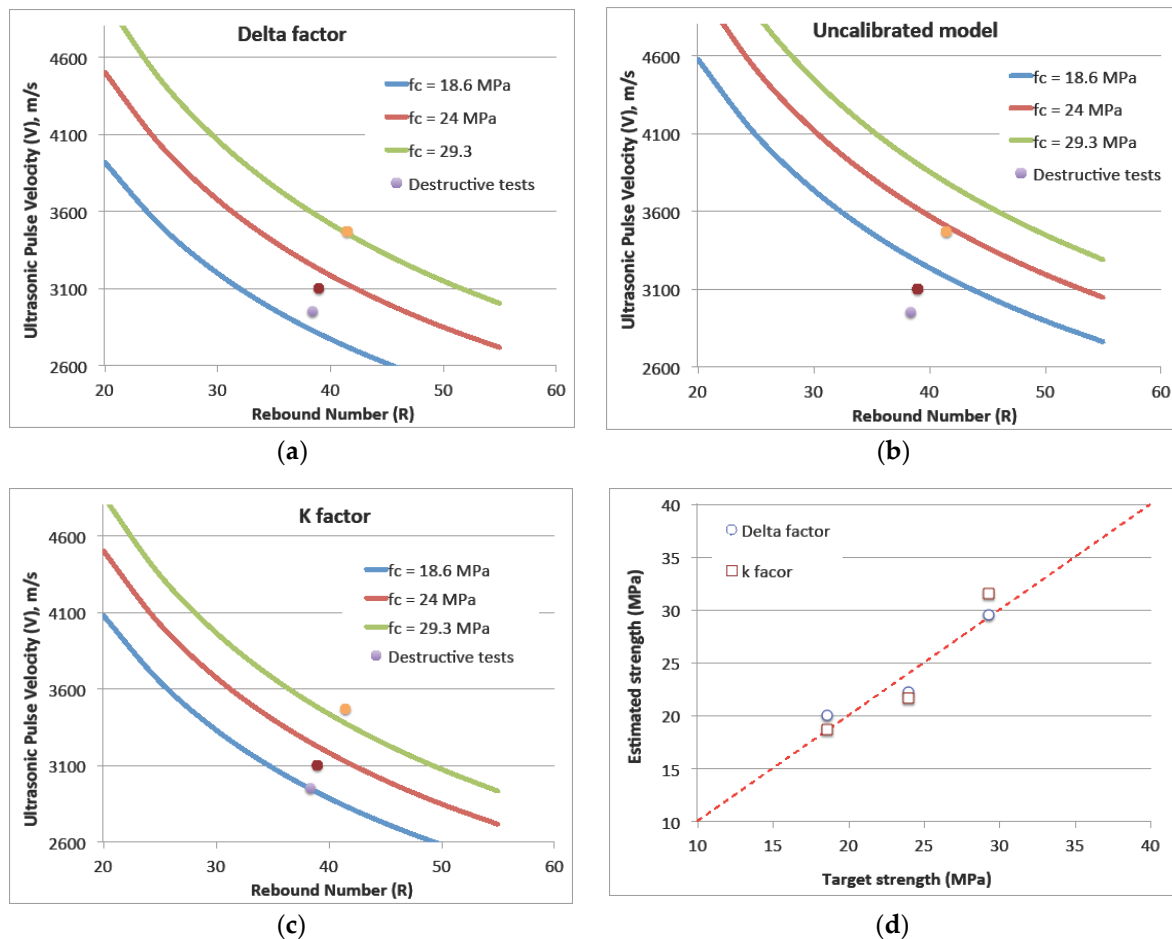 Delta factor
Ultrasonic Pulse Velocity (V), m/s
4600
4100
3600
3100
2600
fc = 18.6 MPa
fc = 24 MPa
fc = 29.3
Destructive tests
20
30
40
50
60
Rebound Number (R)
(a)
Uncalibrated model
Ultrasonic Pulse Velocity (V), m/s
4600
4100
3600
3100
2600
fc = 18.6 MPa
fc = 24 MPa
fc = 29.3 MPa
Destructive tests
20
30
40
50
60
Rebound Number (R)
(b)
K factor
Ultrasonic Pulse Velocity (V), m/s
4600
4100
3600
3100
2600
fc = 18.6 MPa
fc = 24 MPa
fc = 29.3 MPa
Destructive tests
20
30
40
50
60
Rebound Number (R)
(c)
Estimated strength (MPa)
40
35
30
25
20
15
10
Delta factor
k facor
10
15
20
25
30
35
40
Target strength (MPa)
(d)